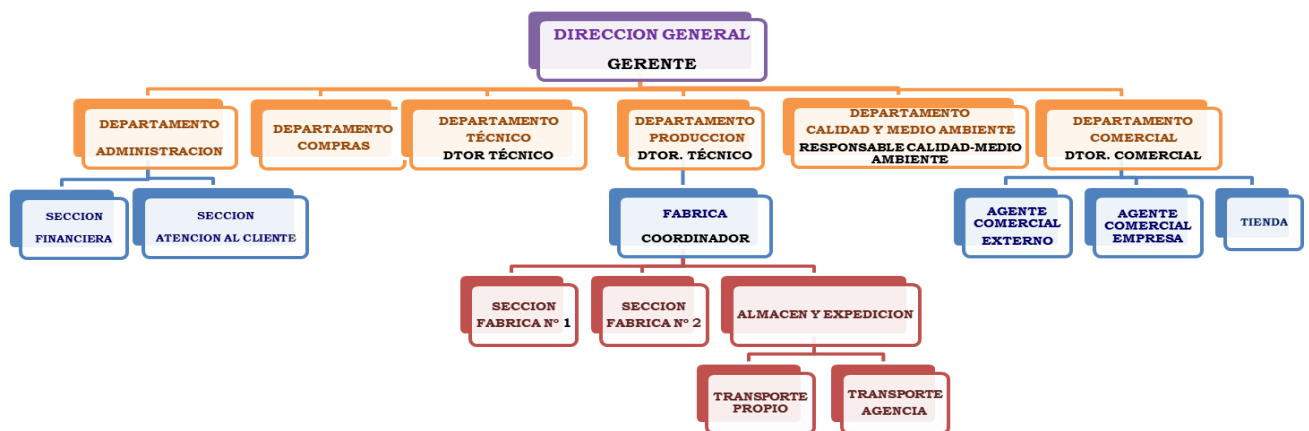 DIRECCION GENERAL
GERENTE
DEPARTAMENTO
ADMINISTRACION
DEPARTAMENTO
COMPRAS
DEPARTAMENTO
TÉCNICO
DTOR TÉCNICO
DEPARTAMENTO
PRODUCCION
DTOR. TÉCNICO
DEPARTAMENTO
CALIDAD Y MEDIO AMBIENTE
RESPONSABLE CALIDAD-MEDIO
AMBIENTE
DEPARTAMENTO
COMERCIAL
DTOR. COMERCIAL
SECCION
FINANCIERA
SECCION
ATENCION AL CLIENTE
FABRICA
COORDINADOR
AGENTE
COMERCIAL
EXTERNO
AGENTE
COMERCIAL
EMPRESA
TIENDA
SECCION
FABRICA Nº 1
SECCION
FABRICA Nº 2
ALMACEN Y EXPEDICION
TRANSPORTE
PROPIO
TRANSPORTE
AGENCIA